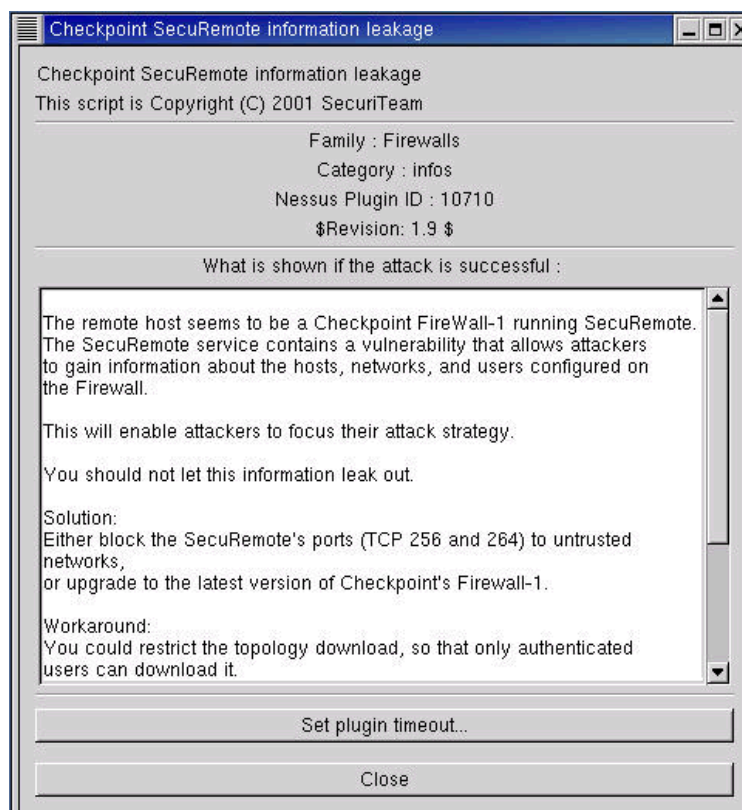 Checkpoint SecuRemote information leakage
Checkpoint SecuRemote information leakage
This script is Copyright (C) 2001 SecuriTeam
Family : Firewalls
Category : infos
Nessus Plugin ID : 10710
$Revision: 1.9 $
What is shown if the attack is successful :
The remote host seems to be a Checkpoint FireWall-1 running SecuRemote.
The SecuRemote service contains a vulnerability that allows attackers
to gain information about the hosts, networks, and users configured on
the Firewall.
This will enable attackers to focus their attack strategy.
You should not let this information leak out.
Solution:
Either block the SecuRemote's ports (TCP 256 and 264) to untrusted
networks,
or upgrade to the latest version of Checkpoint's Firewall-1.
Workaround:
You could restrict the topology download, so that only authenticated
users can download it.
Set plugin timeout...
Close